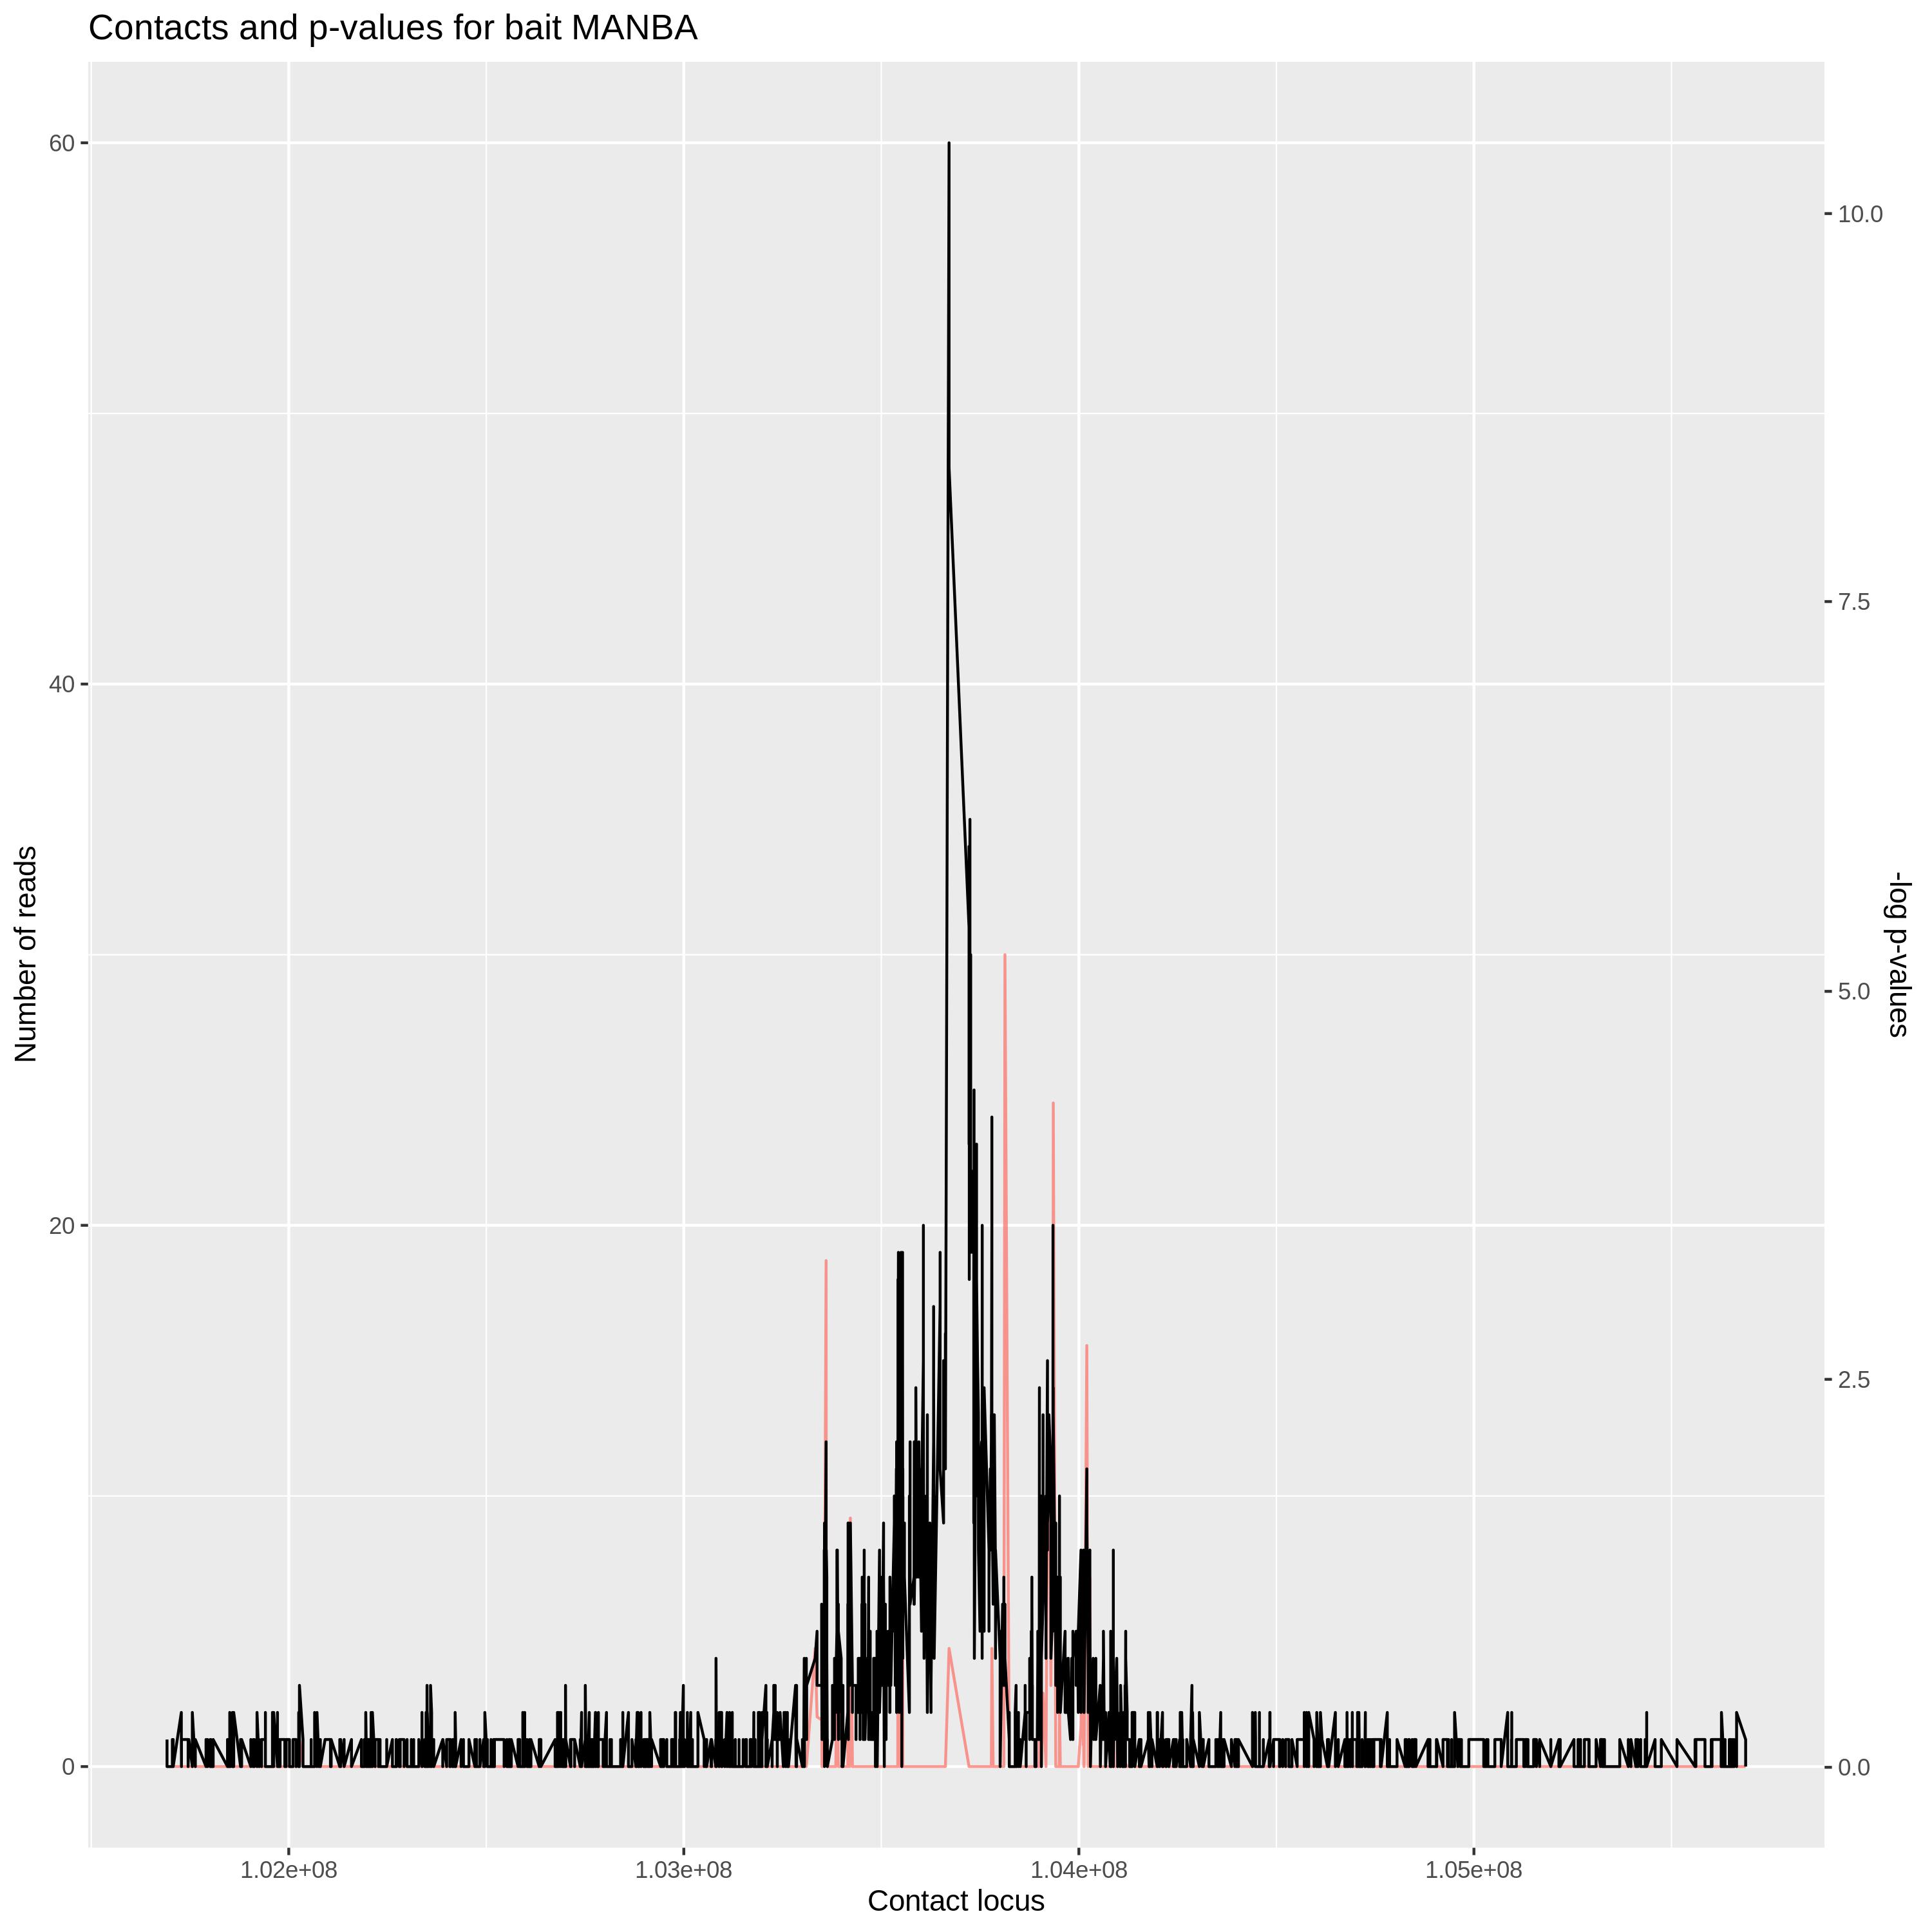 Contacts and p-values for bait MANBA
60
40
20
0
Number of reads
10.0
7.5
5.0
2.5
0.0
-log p-values
1.02e+08
1.03e+08
1.04e+08
1.05e+08
Contact locus